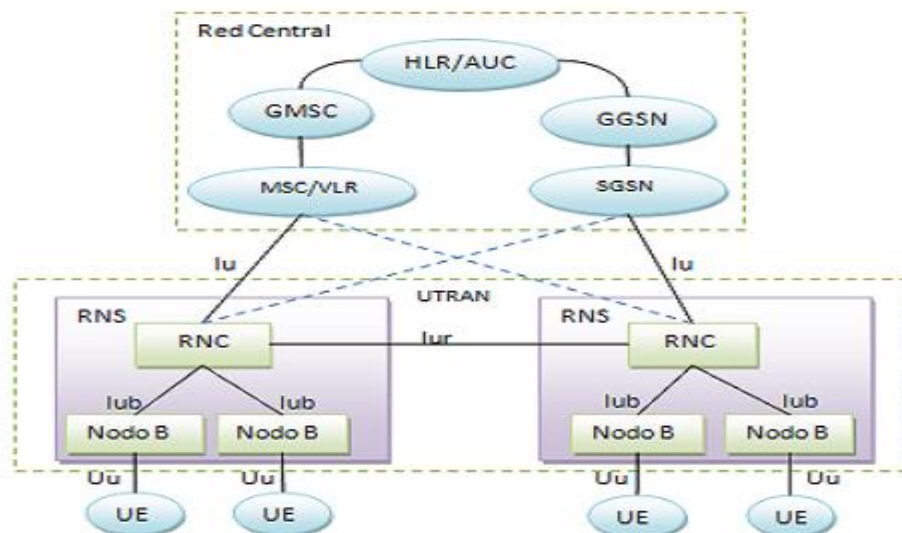 Red Central
HLR/AUC
GMSC
GGSN
MSC/VLR
SGSN
Iu
Iu
UTRAN
RNS
RNS
RNC
Iur
RNC
Iub
Iub
Iub
Iub
Nodo B
Nodo B
Nodo B
Nodo B
Uu
Uu
Uu
Uu
UE
UE
UE
UE